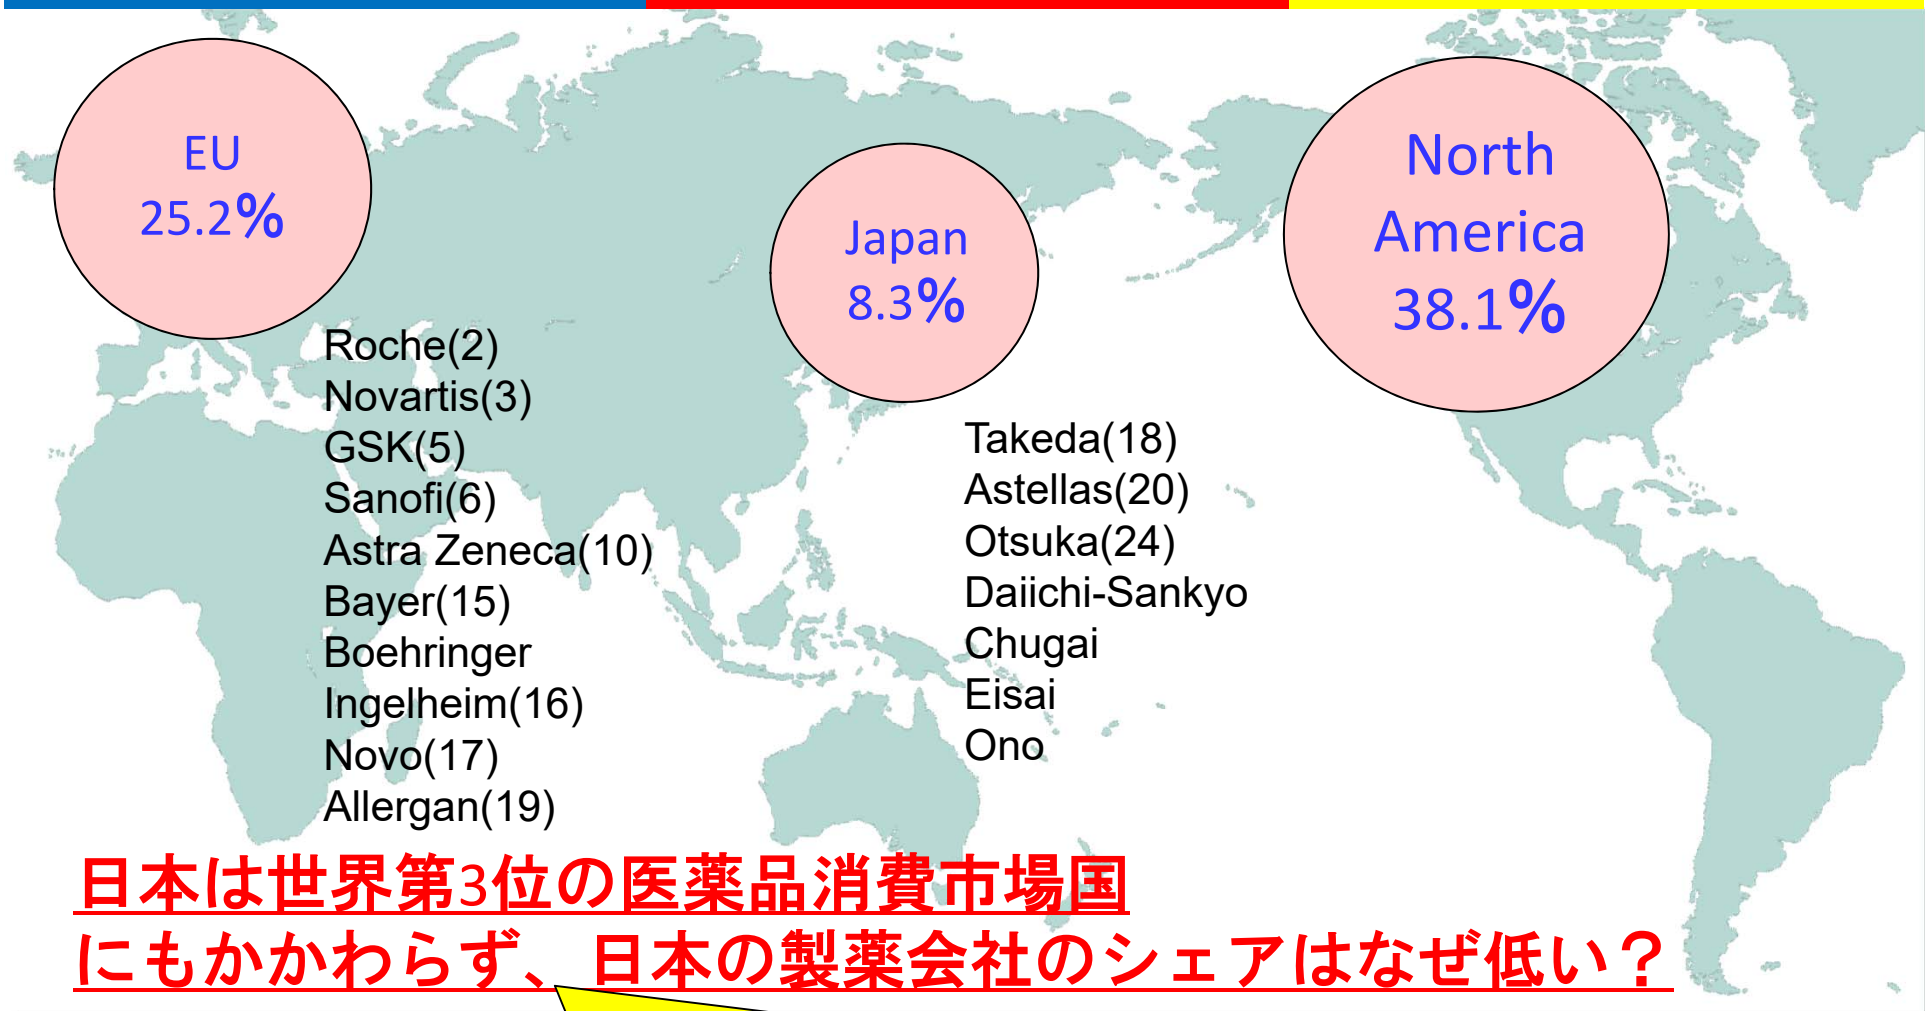 EU
25.2%
Japan
8.3%
North
America
38.1%
Roche(2)
Novartis(3)
GSK(5)
Sanofi(6)
Astra Zeneca(10)
Bayer(15)
Boehringer
Ingelheim(16)
Novo(17)
Allergan(19)
Takeda(18)
Astellas(20)
Otsuka(24)
Daiichi-Sankyo
Chugai
Eisai
Ono
日本は世界第3位の医薬品消費市場国
にもかかわらず、日本の製薬会社のシェアはなぜ低い？